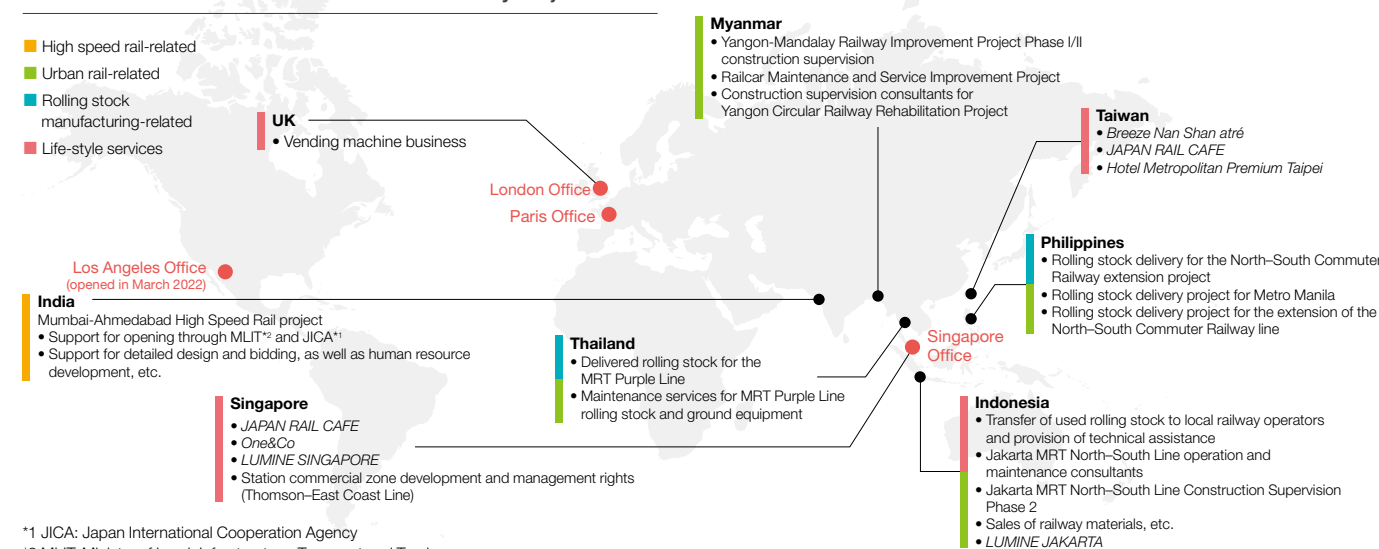 High speed rail-related
Urban rail-related
Rolling stock
manufacturing-related
Life-style services
UK
• Vending machine business
London Office
Paris Office
Los Angeles Office
(opened in March 2022)
Myanmar
• Yangon-Mandalay Railway Improvement Project Phase I/II
construction supervision
• Railcar Maintenance and Service Improvement Project
• Construction supervision consultants for
Yangon Circular Railway Rehabilitation Project
Taiwan
• Breeze Nan Shan atré
• JAPAN RAIL CAFE
• Hotel Metropolitan Premium Taipei
Philippines
• Rolling stock delivery for the North–South Commuter
Railway extension project
• Rolling stock delivery project for Metro Manila
• Rolling stock delivery project for the extension of the
North–South Commuter Railway line
India
Mumbai-Ahmedabad High Speed Rail project
• Support for opening through MLIT*2 and JICA*1
• Support for detailed design and bidding, as well as human resource
development, etc.
Thailand
• Delivered rolling stock for the
MRT Purple Line
• Maintenance services for MRT Purple Line
rolling stock and ground equipment
Singapore
Office
Singapore
• JAPAN RAIL CAFE
• One&Co
• LUMINE SINGAPORE
• Station commercial zone development and management rights
(Thomson–East Coast Line)
Indonesia
• Transfer of used rolling stock to local railway operators
and provision of technical assistance
• Jakarta MRT North–South Line operation and
maintenance consultants
• Jakarta MRT North–South Line Construction Supervision
Phase 2
• Sales of railway materials, etc.
• LUMINE JAKARTA
*1 JICA: Japan International Cooperation Agency